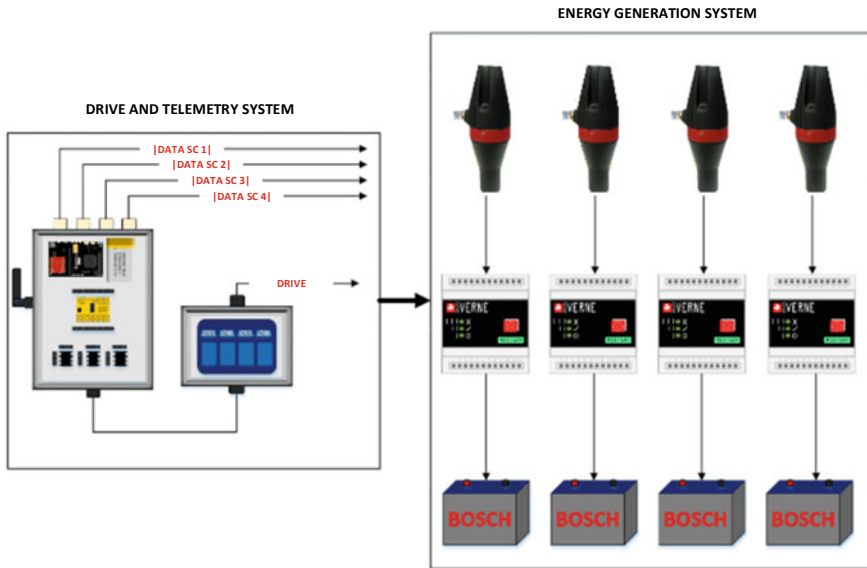 ENERGY GENERATION SYSTEM
DRIVE AND TELEMETRY SYSTEM
|DATA SC 1|
|DATA SC 2|
|DATA SC 3|
|DATA SC 4|
DRIVE
VERNE
VERNE
VERNE
VERNE
BOSCH
BOSCH
BOSCH
BOSCH